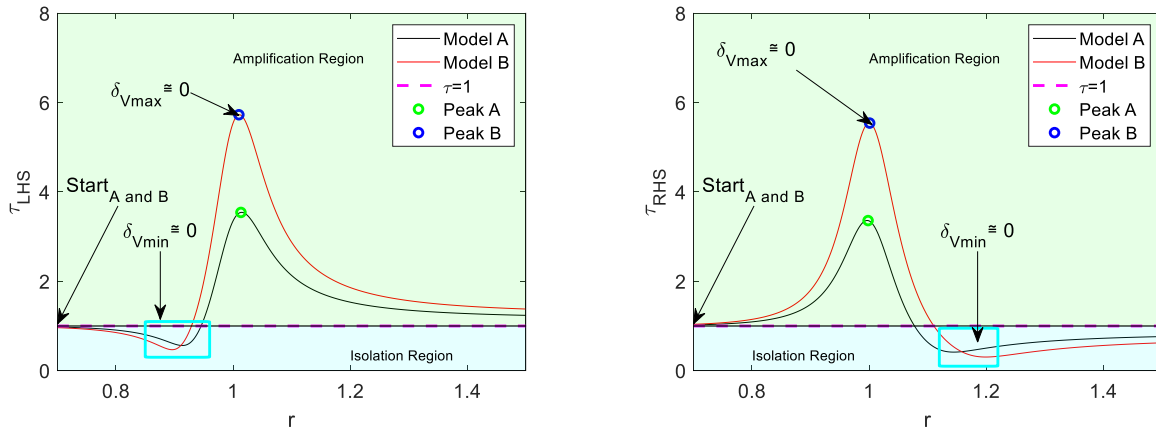 8
6
4
2
0
τLHS
0.8
1
1.2
1.4
r
Amplification Region
Isolation Region
δVmax ≅ 0
StartA and B
δVmin ≅ 0
Model A
Model B
τ=1
Peak A
Peak B
8
6
4
2
0
τRHS
0.8
1
1.2
1.4
r
Amplification Region
Isolation Region
δVmax ≅ 0
StartA and B
δVmin ≅ 0
Model A
Model B
τ=1
Peak A
Peak B